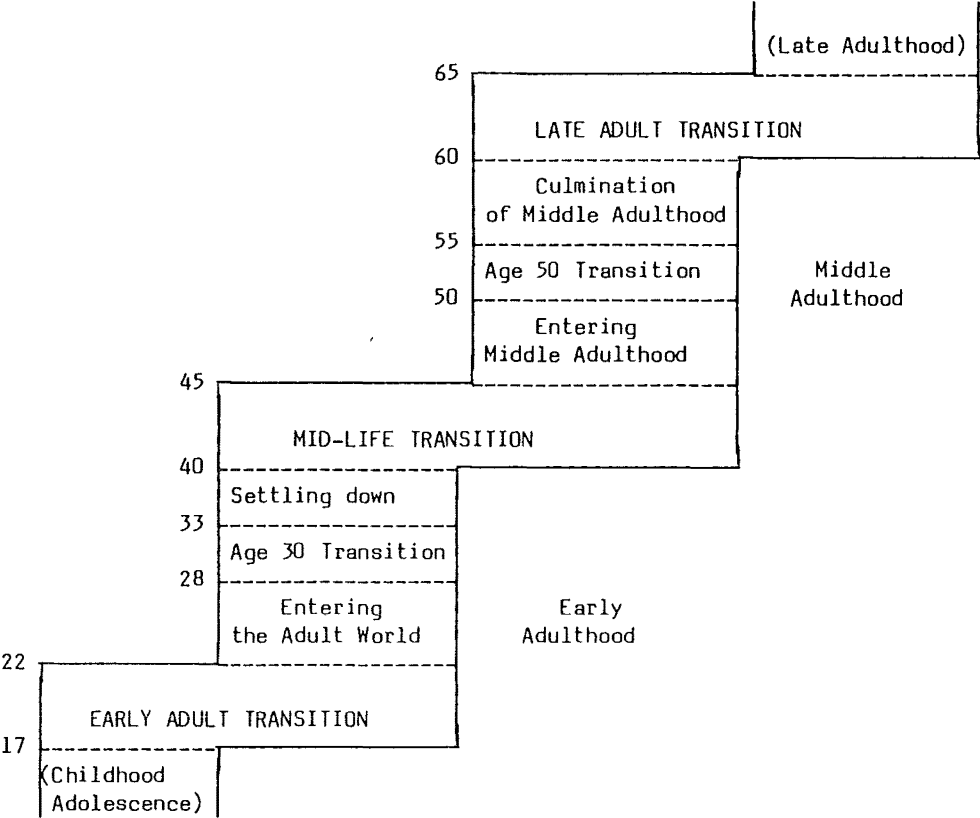 (Late Adulthood)
65
LATE ADULT TRANSITION
60
Culmination
of Middle Adulthood
55
Age 50 Transition
Middle
Adulthood
50
Entering
Middle Adulthood
45
MID-LIFE TRANSITION
40
Settling down
33
Age 30 Transition
28
Entering
the Adult World
Early
Adulthood
22
EARLY ADULT TRANSITION
17
(Childhood
Adolescence)